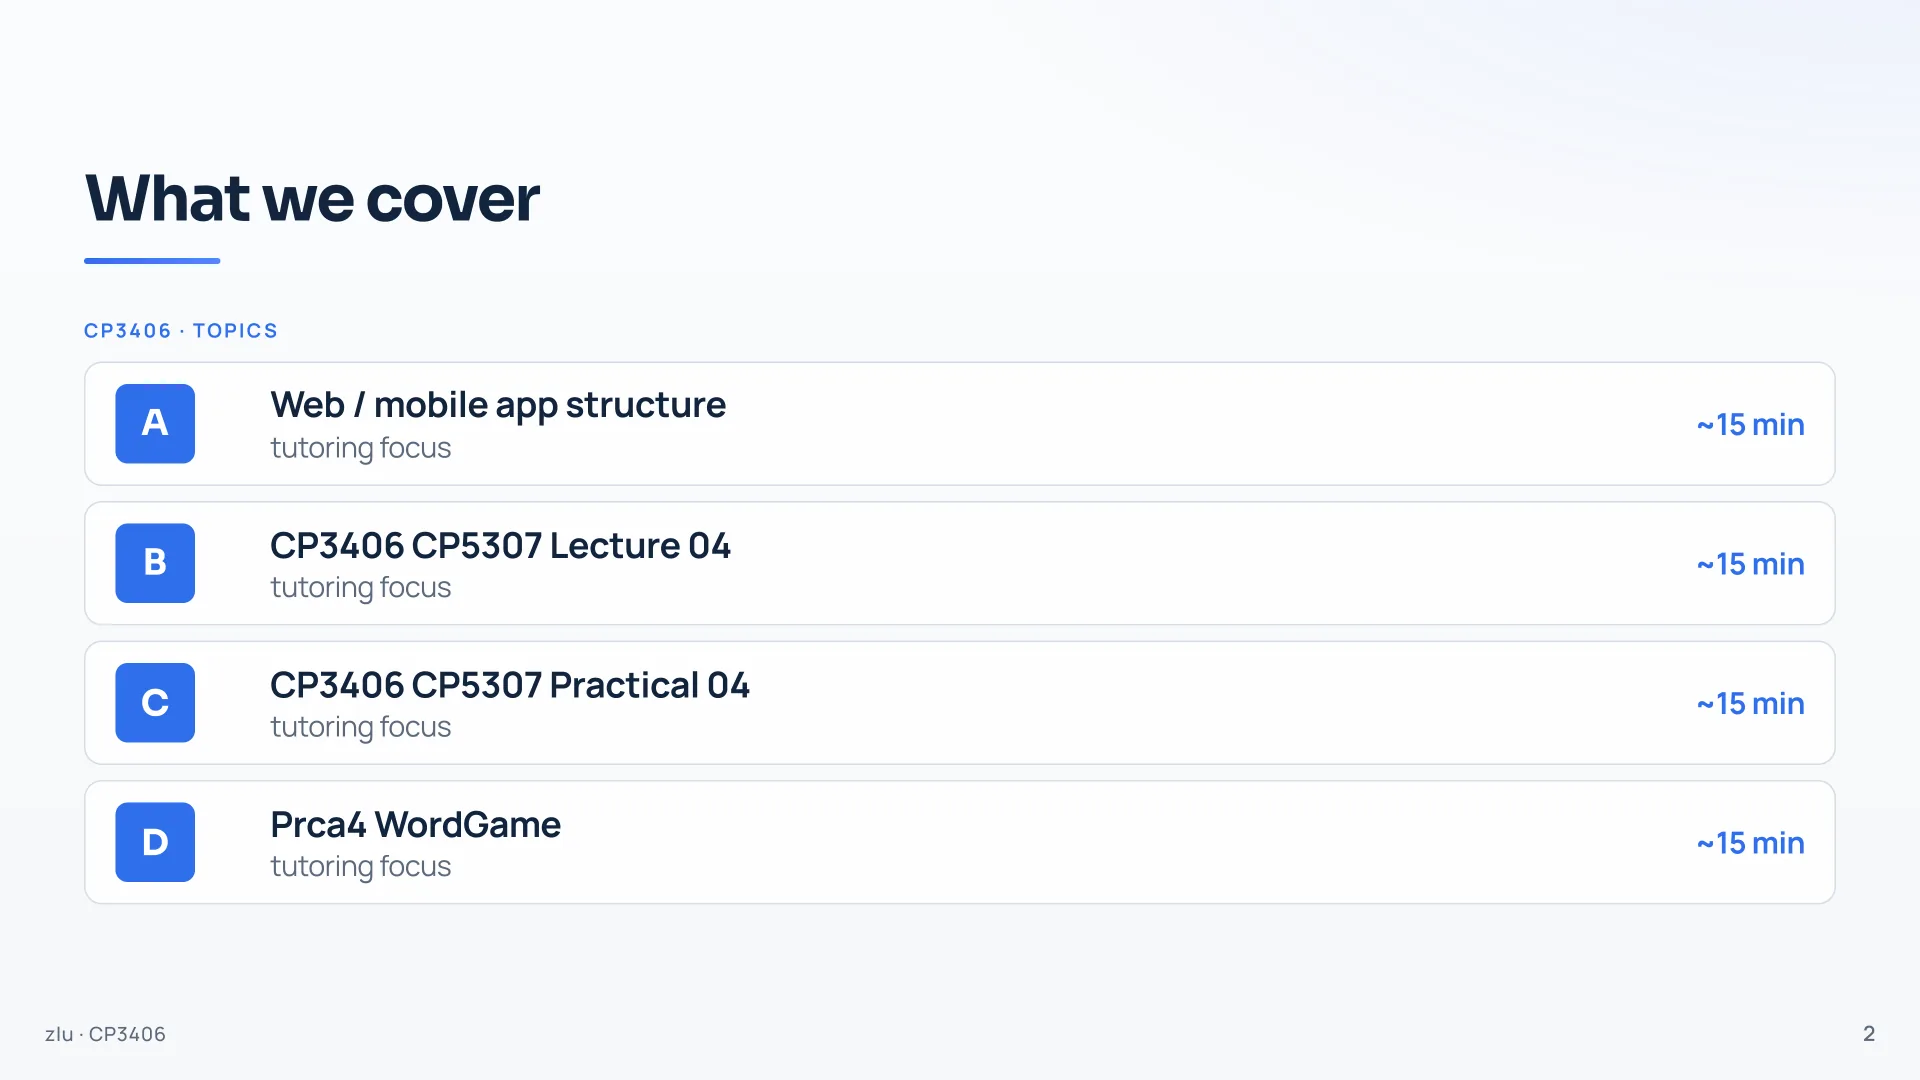 What we cover
CP3406 · TOPICS
A
Web / mobile app structure
tutoring focus
~15 min
B
CP3406 CP5307 Lecture 04
tutoring focus
~15 min
C
CP3406 CP5307 Practical 04
tutoring focus
~15 min
D
Prca4 WordGame
tutoring focus
~15 min
zlu · CP3406
2